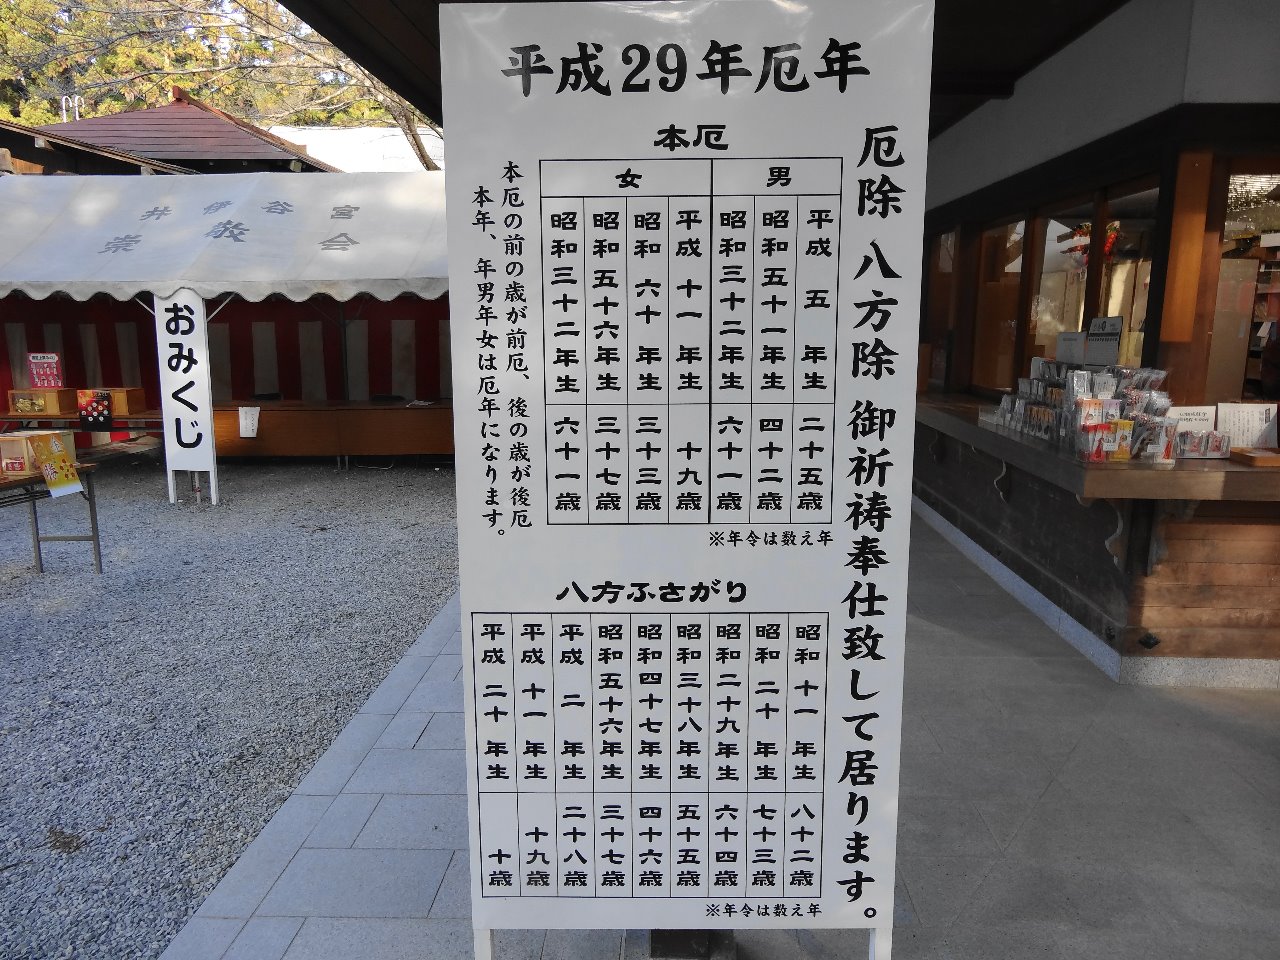 平成29年厄年
厄除 八方除 御祈祷奉仕致して居ります。
本厄
男
女
平成 五 年生 二十五歳
昭和五十一年生 四十二歳
昭和三十二年生 六十一歳
平成 十一 年生 十九歳
昭和 六十 年生 三十三歳
昭和五十六年生 三十七歳
昭和三十二年生 六十一歳
※年令は数え年
本厄の前の歳が前厄、後の歳が後厄
本年、年男年女は厄年になります。
八方ふさがり
昭和 十一 年生 八十二歳
昭和 二十 年生 七十三歳
昭和二十九年生 六十四歳
昭和三十八年生 五十五歳
昭和四十七年生 四十六歳
昭和五十六年生 三十七歳
平成 二 年生 二十八歳
平成 十一 年生 十九歳
平成 二十 年生 十歳
※年令は数え年
井伊谷宮
崇敬会
おみくじ